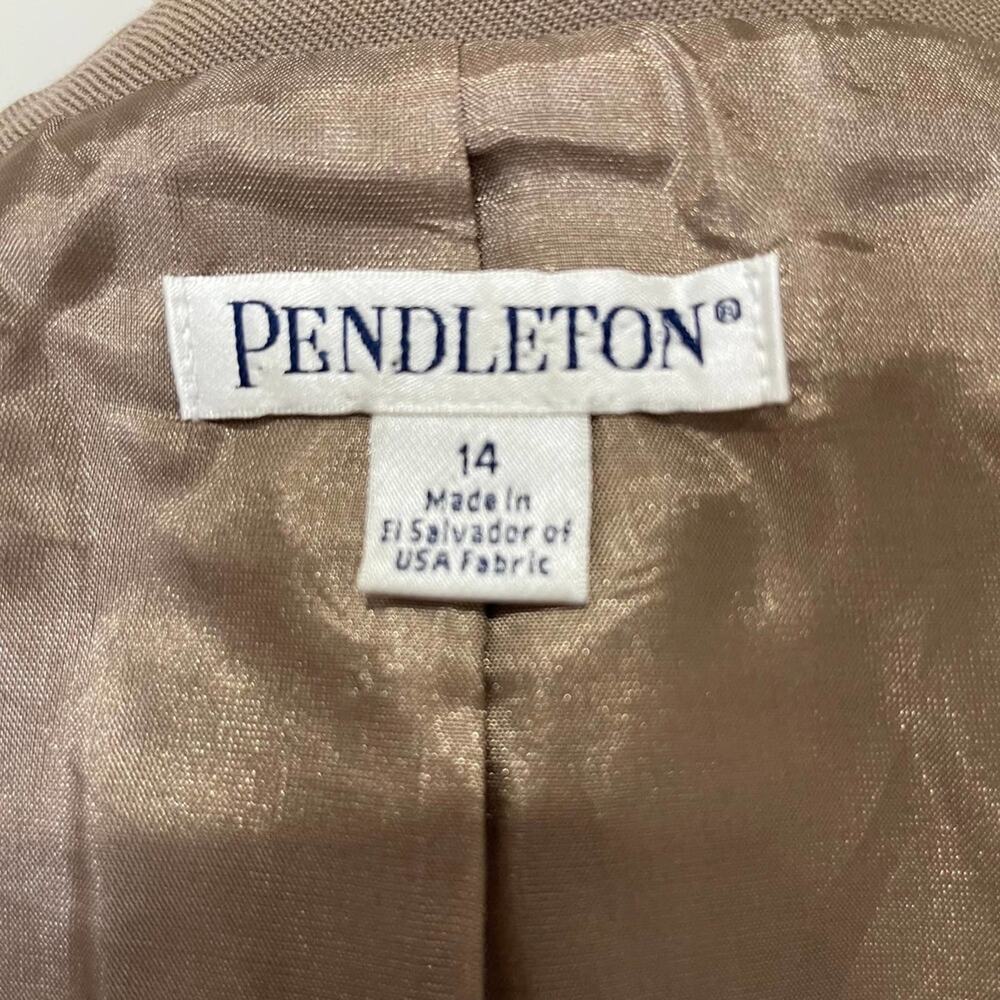 PENDLETON®
14
Made in
El Salvador of
USA Fabric